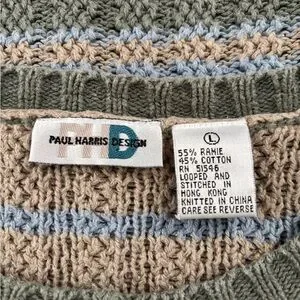 PHD
PAUL HARRIS DESIGN
L
55% RAMIE
45% COTTON
RN 51546
LOOPED AND
STITCHED IN
HONG KONG
KNITTED IN CHINA
CARE SEE REVERSE